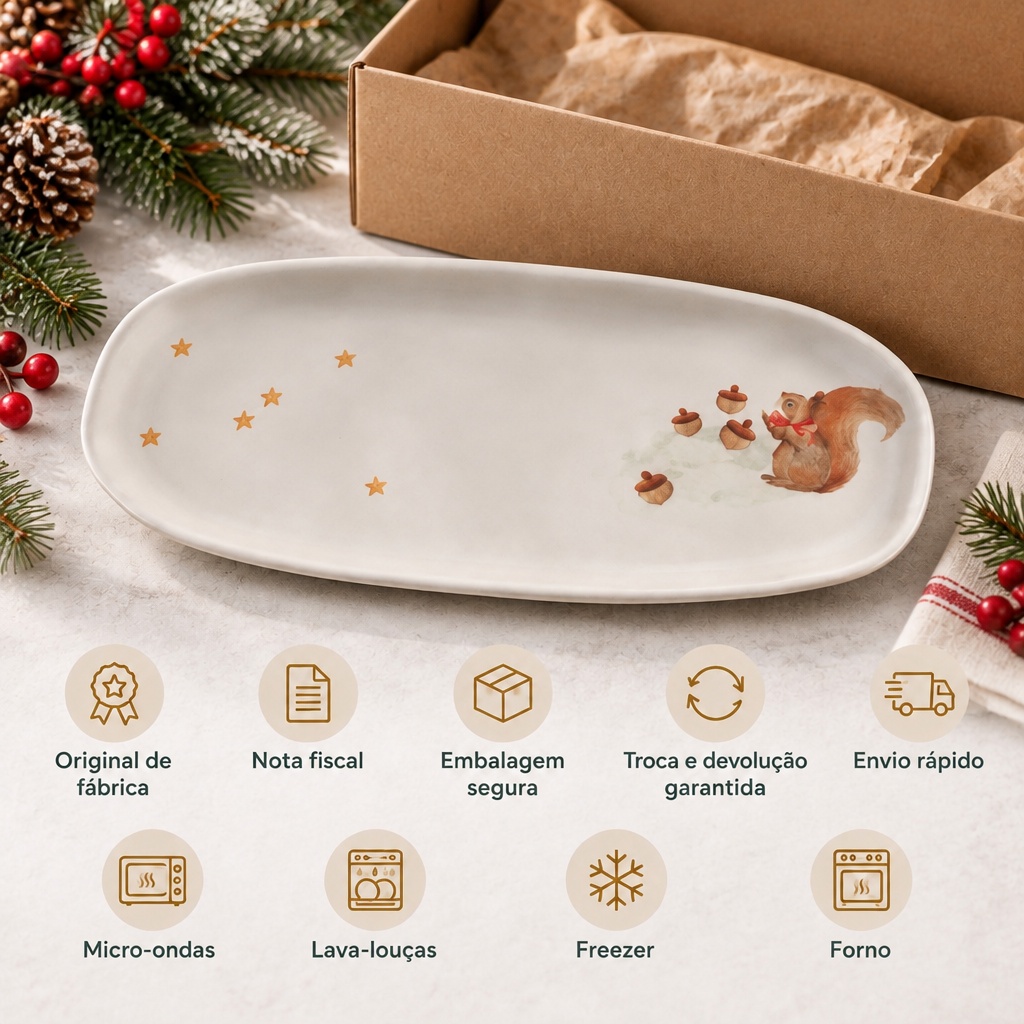 Original de
fábrica
Nota fiscal
Embalagem
segura
Troca e devolução
garantida
Envio rápido
Micro-ondas
Lava-louças
Freezer
Forno